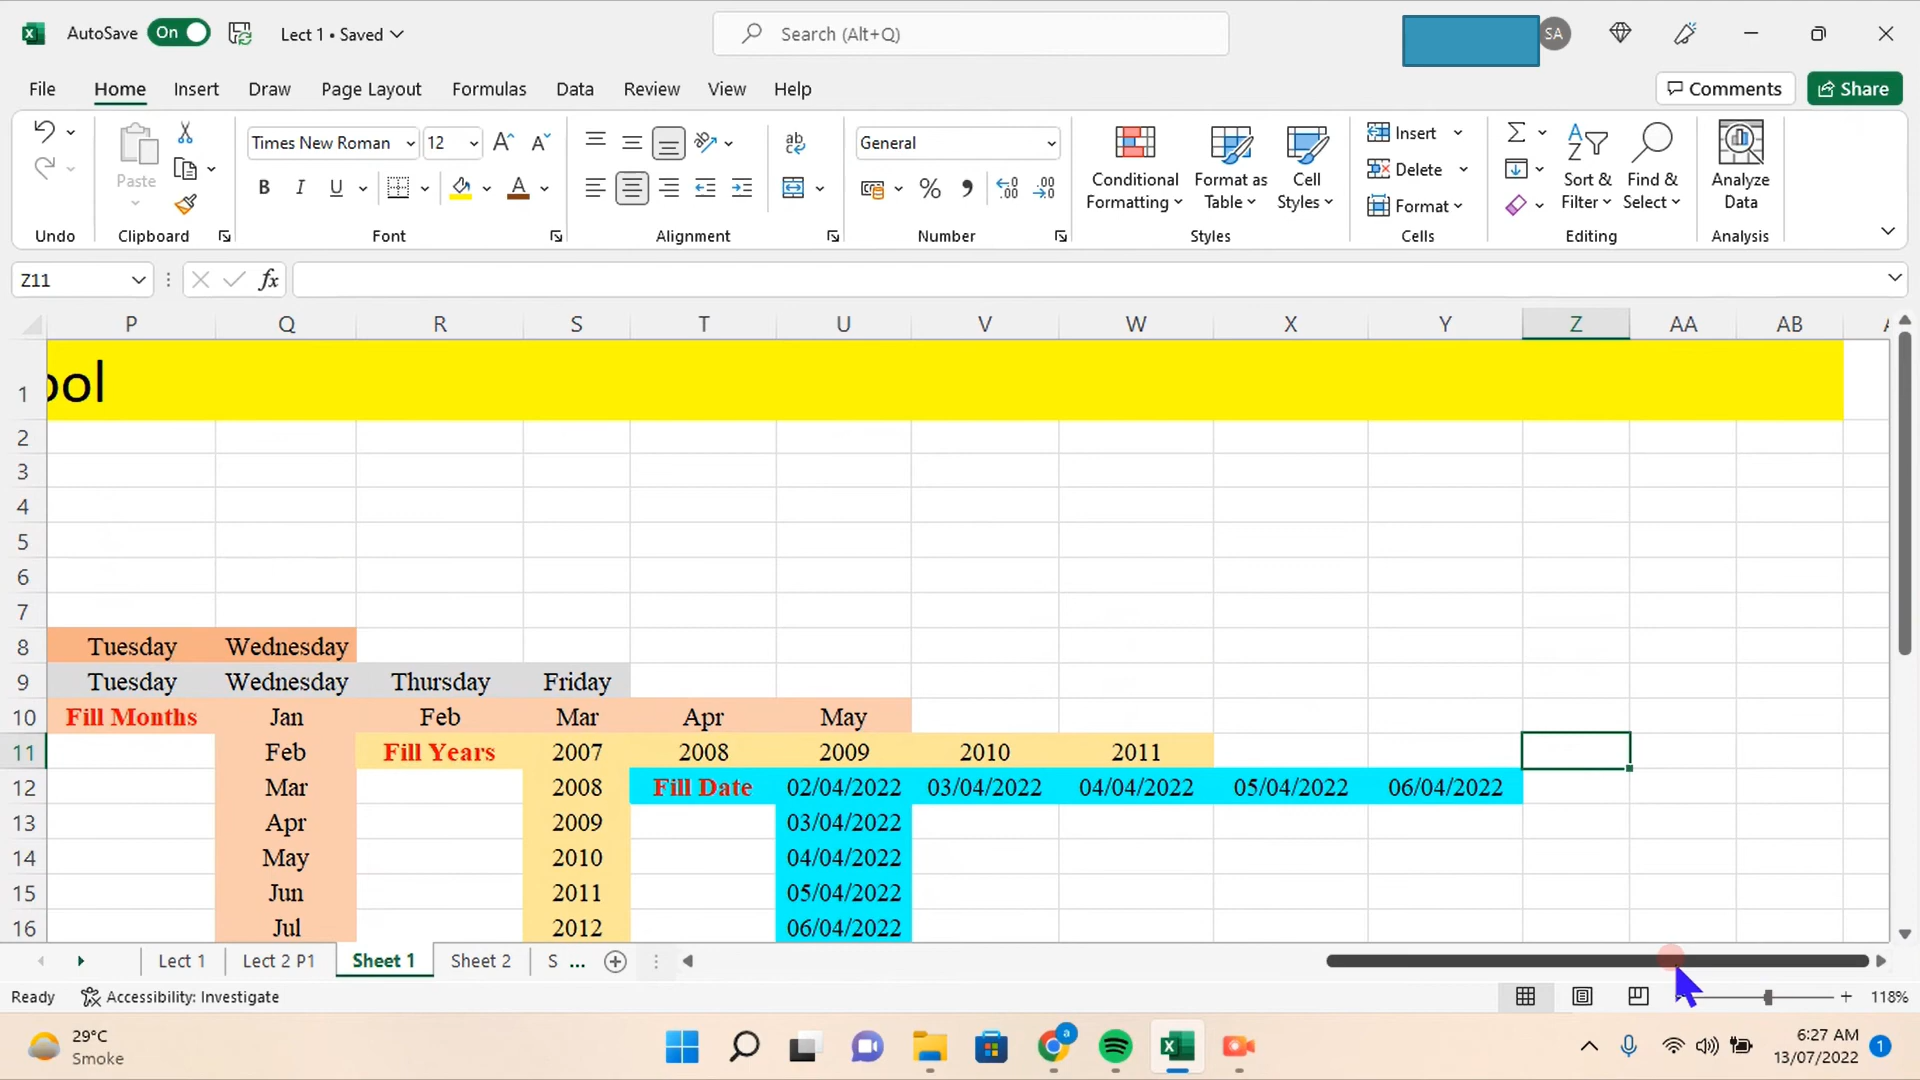 AutoSave On Lect 1 • Saved Search (Alt+Q) SA
File Home Insert Draw Page Layout Formulas Data Review View Help Comments Share
Paste
Times New Roman 12
B I U A
ab
General
% ,
Conditional Formatting
Format as Table
Cell Styles
Insert
Delete
Format
Sort & Filter
Find & Select
Analyze Data
Undo Clipboard Font Alignment Number Styles Cells Editing Analysis
Z11 fx
P Q R S T U V W X Y Z AA AB
1 ool
2
3
4
5
6
7
8 Tuesday Wednesday
9 Tuesday Wednesday Thursday Friday
10 Fill Months Jan Feb Mar Apr May
11 Feb Fill Years 2007 2008 2009 2010 2011
12 Mar 2008 Fill Date 02/04/2022 03/04/2022 04/04/2022 05/04/2022 06/04/2022
13 Apr 2009 03/04/2022
14 May 2010 04/04/2022
15 Jun 2011 05/04/2022
16 Jul 2012 06/04/2022
Lect 1 Lect 2 P1 Sheet 1 Sheet 2 S ...
Ready Accessibility: Investigate 118%
29°C
Smoke
6:27 AM
13/07/2022
1